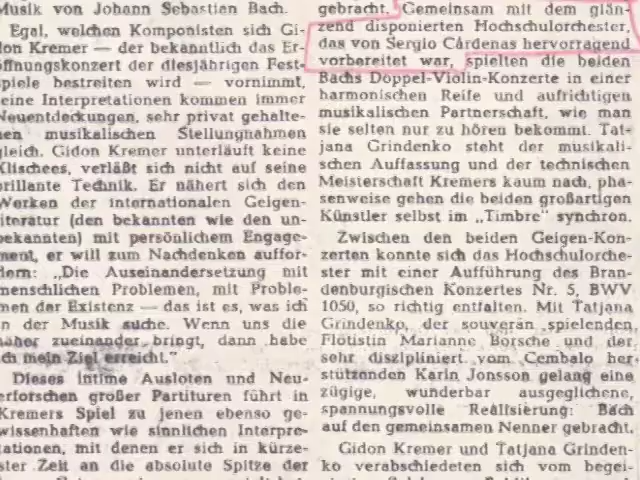 Musik von Johann Sebastian Bach.
Egal, welchen Komponisten sich Gi-
don Kremer — der bekanntlich das Er-
öffnungskonzert der diesjährigen Fest-
spiele bestreiten wird — vornimmt,
seine Interpretationen kommen immer
Neuentdeckungen, sehr privat gehalte-
nen musikalischen Stellungnahmen
gleich. Gidon Kremer unterläuft keine
Klischees, verläßt sich nicht auf seine
brillante Technik. Er nähert sich den
Werken der internationalen Geigen-
literatur (den bekannten wie den un-
bekannten) mit persönlichem Engage-
ment, er will zum Nachdenken auffor-
dern: „Die Auseinandersetzung mit
menschlichen Problemen, mit Proble-
men der Existenz — das ist es, was ich
in der Musik suche. Wenn uns die
näher zueinander bringt, dann habe
ich mein Ziel erreicht."
Dieses intime Ausloten und Neu-
erforschen großer Partituren führt in
Kremers Spiel zu jenen ebenso ge-
wissenhaften wie sinnlichen Interpre-
tationen, mit denen er sich in kürze-
ster Zeit an die absolute Spitze der
gebracht. Gemeinsam mit dem glän-
zend disponierten Hochschulorchester,
das von Sergio Cárdenas hervorragend
vorbereitet war, spielten die beiden
Bachs Doppel-Violin-Konzerte in einer
harmonischen Reife und aufrichtigen
musikalischen Partnerschaft, wie man
sie selten nur zu hören bekommt. Tat-
jana Grindenko steht der musikali-
schen Auffassung und der technischen
Meisterschaft Kremers kaum nach, pha-
senweise gehen die beiden großartigen
Künstler selbst im „Timbre" synchron.
Zwischen den beiden Geigen-Kon-
zerten konnte sich das Hochschulorche-
ster mit einer Aufführung des Bran-
denburgischen Konzertes Nr. 5, BWV
1050, so richtig entfalten. Mit Tatjana
Grindenko, der souverän spielenden
Flötistin Marianne Borsche und der
sehr diszipliniert vom Cembalo her
stützenden Karin Jonsson gelang eine
zügige, wunderbar ausgeglichene,
spannungsvolle Realisierung: Bach
auf den gemeinsamen Nenner gebracht.
Gidon Kremer und Tatjana Grinden-
ko verabschiedeten sich vom begei-